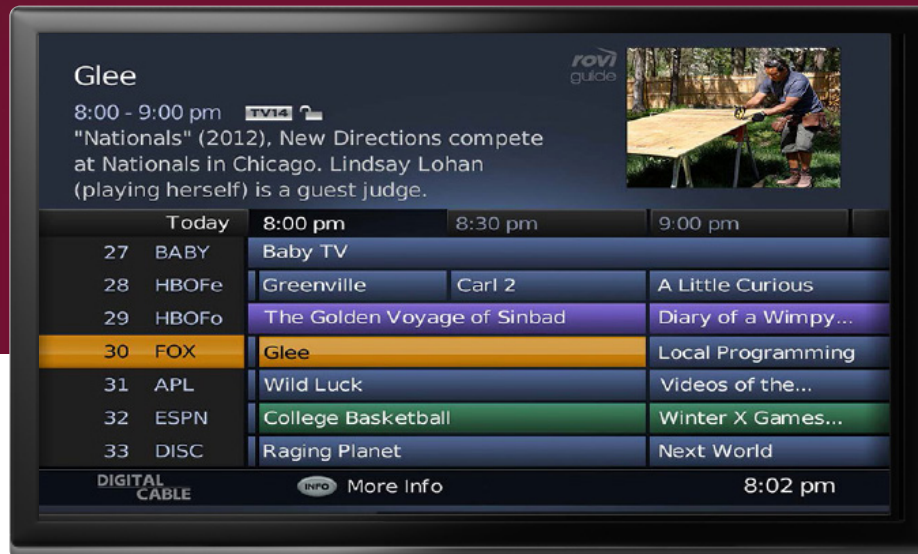 Glee
rovi
guide
8:00 - 9:00 pm TV14
"Nationals" (2012), New Directions compete
at Nationals in Chicago. Lindsay Lohan
(playing herself) is a guest judge.
Today 8:00 pm 8:30 pm 9:00 pm
27 BABY Baby TV
28 HBOFe Greenville Carl 2 A Little Curious
29 HBOFo The Golden Voyage of Sinbad Diary of a Wimpy...
30 FOX Glee Local Programming
31 APL Wild Luck Videos of the...
32 ESPN College Basketball Winter X Games...
33 DISC Raging Planet Next World
DIGITAL
CABLE
INFO More Info 8:02 pm